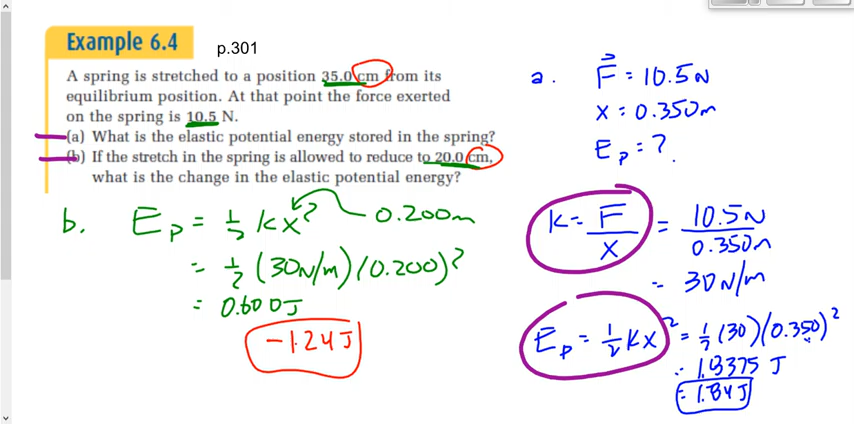 Example 6.4 p.301
A spring is stretched to a position 35.0 cm from its
equilibrium position. At that point the force exerted
on the spring is 10.5 N.
(a) What is the elastic potential energy stored in the spring?
(b) If the stretch in the spring is allowed to reduce to 20.0 cm,
what is the change in the elastic potential energy?
a. F⃗ = 10.5 N
x = 0.350 m
Ep = ?
k = F/x = 10.5 N / 0.350 m
= 30 N/m
Ep = 1/2 kx² = 1/2 (30)(0.350)²
= 1.8375 J
= 1.84 J
b. Ep = 1/2 kx² 0.200 m
= 1/2 (30 N/m)(0.200)²
= 0.600 J
-1.24 J